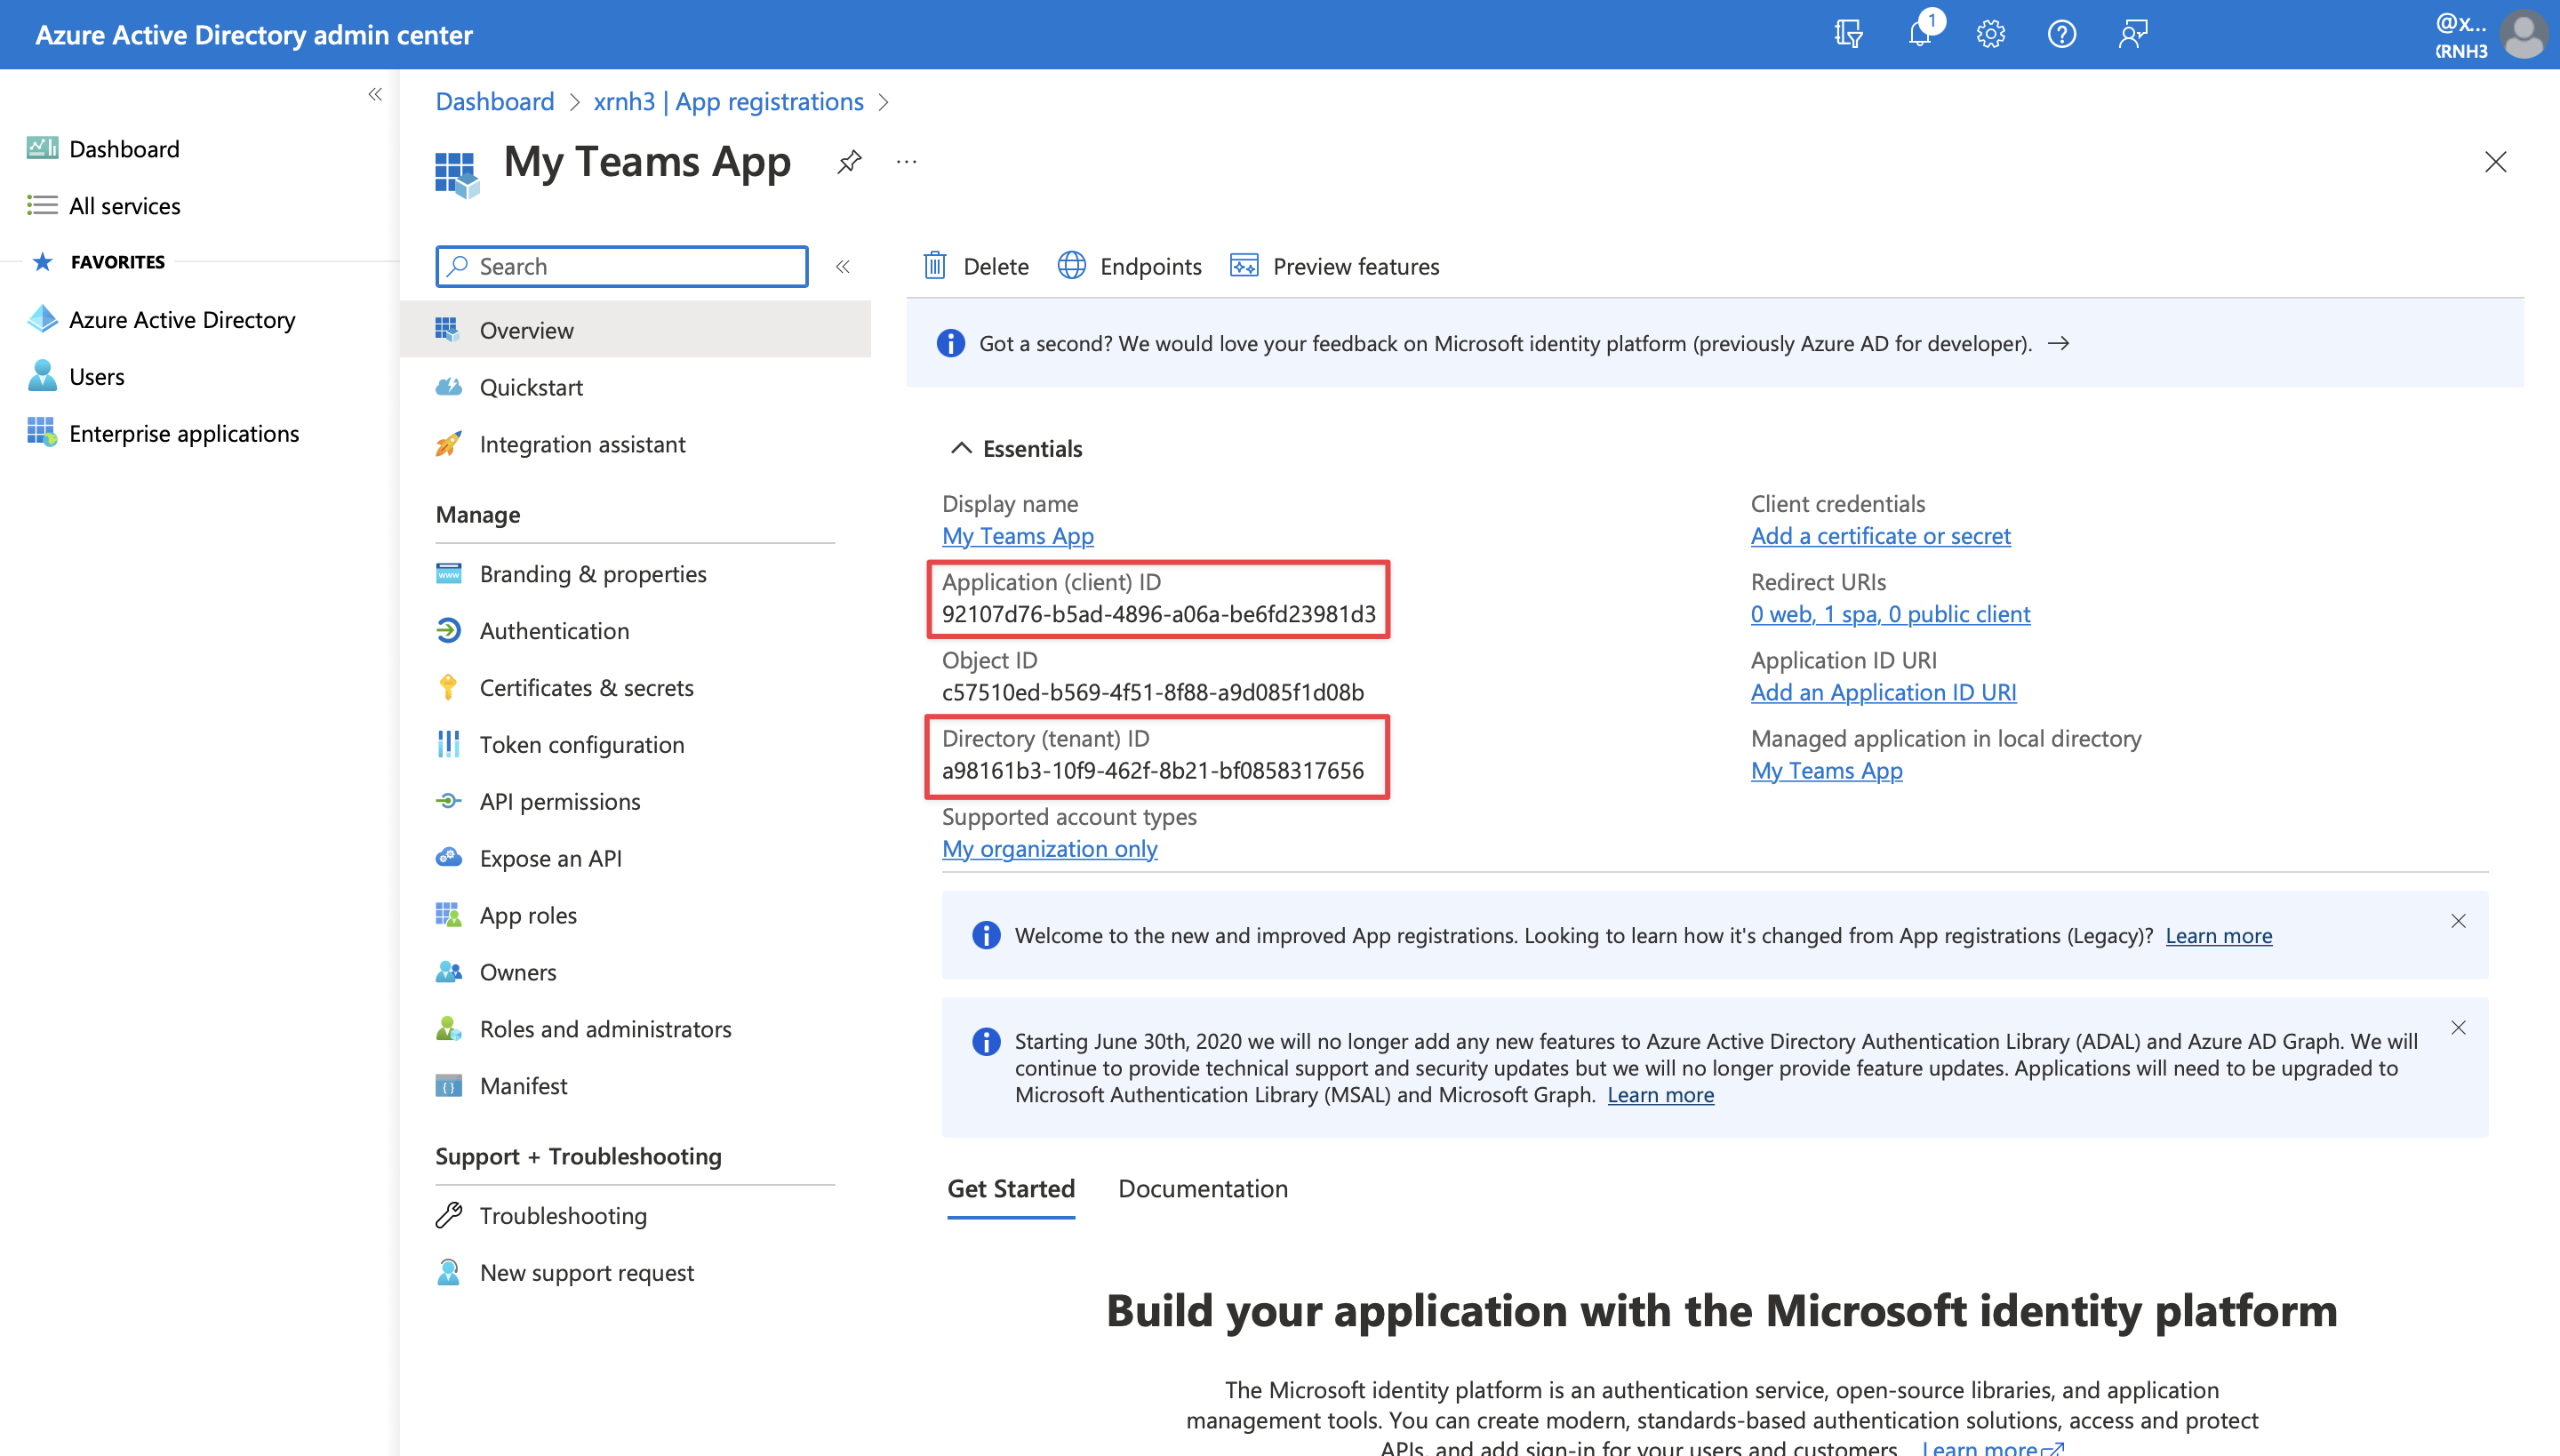 Azure Active Directory admin center
1
@x...
(RNH3
Dashboard
All services
FAVORITES
Azure Active Directory
Users
Enterprise applications
Dashboard > xrnh3 | App registrations >
My Teams App
Search
Overview
Quickstart
Integration assistant
Manage
Branding & properties
Authentication
Certificates & secrets
Token configuration
API permissions
Expose an API
App roles
Owners
Roles and administrators
Manifest
Support + Troubleshooting
Troubleshooting
New support request
Delete
Endpoints
Preview features
Got a second? We would love your feedback on Microsoft identity platform (previously Azure AD for developer). →
Essentials
Display name
My Teams App
Application (client) ID
92107d76-b5ad-4896-a06a-be6fd23981d3
Object ID
c57510ed-b569-4f51-8f88-a9d085f1d08b
Directory (tenant) ID
a98161b3-10f9-462f-8b21-bf0858317656
Supported account types
My organization only
Client credentials
Add a certificate or secret
Redirect URIs
0 web, 1 spa, 0 public client
Application ID URI
Add an Application ID URI
Managed application in local directory
My Teams App
Welcome to the new and improved App registrations. Looking to learn how it's changed from App registrations (Legacy)? Learn more
Starting June 30th, 2020 we will no longer add any new features to Azure Active Directory Authentication Library (ADAL) and Azure AD Graph. We will
continue to provide technical support and security updates but we will no longer provide feature updates. Applications will need to be upgraded to
Microsoft Authentication Library (MSAL) and Microsoft Graph. Learn more
Get Started
Documentation
Build your application with the Microsoft identity platform
The Microsoft identity platform is an authentication service, open-source libraries, and application
management tools. You can create modern, standards-based authentication solutions, access and protect
APIs, and add sign-in for your users and customers. Learn more